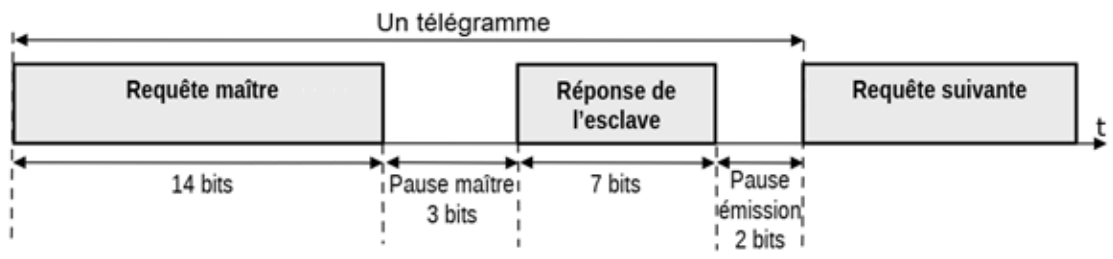 Un télégramme
Requête maître
Réponse de
l'esclave
Requête suivante
t
14 bits
Pause maître
3 bits
7 bits
Pause
émission
2 bits